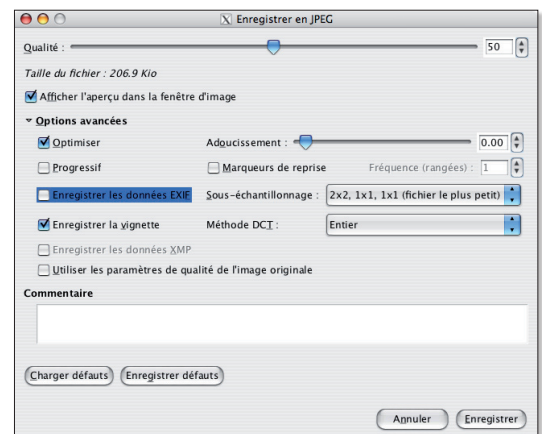 Enregistrer en JPEG
Qualité : 50
Taille du fichier : 206.9 Kio
Afficher l'aperçu dans la fenêtre d'image
Options avancées
Optimiser Adoucissement : 0.00
Progressif Marqueurs de reprise Fréquence (rangées) : 1
Enregistrer les données EXIF Sous-échantillonnage : 2x2, 1x1, 1x1 (fichier le plus petit)
Enregistrer la vignette Méthode DCT : Entier
Enregistrer les données XMP
Utiliser les paramètres de qualité de l'image originale
Commentaire
Charger défauts Enregistrer défauts
Annuler Enregistrer